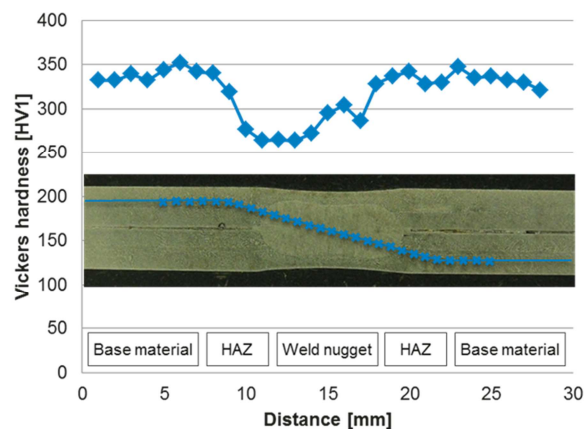 Vickers hardness [HV1]
400
350
300
250
200
150
100
50
0
Base material
HAZ
Weld nugget
HAZ
Base material
0 5 10 15 20 25 30
Distance [mm]